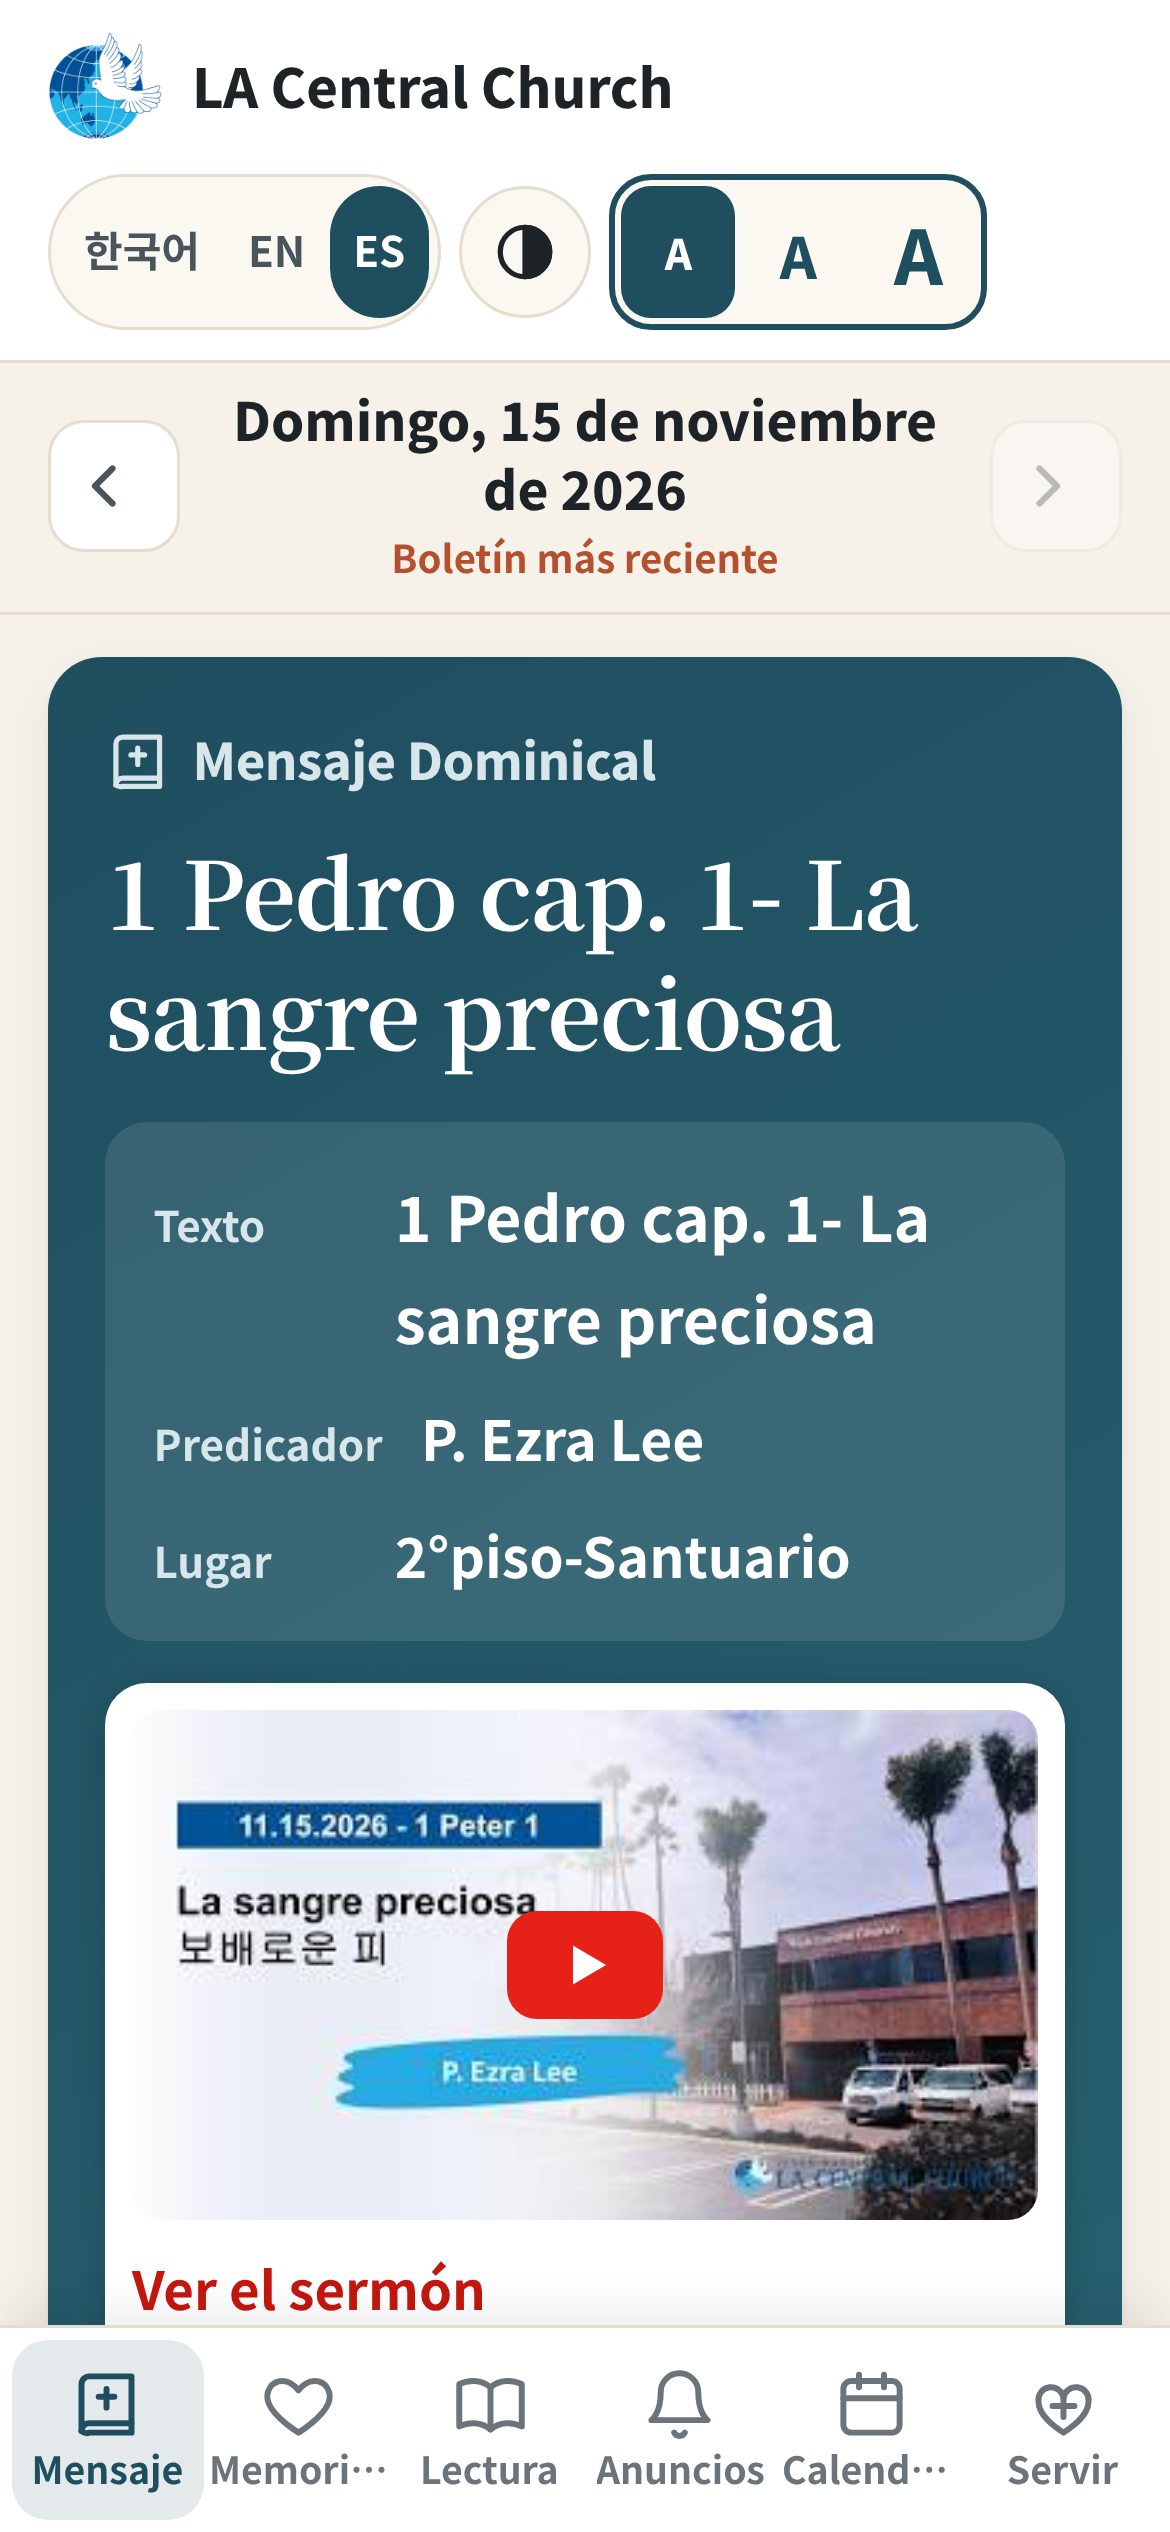 LA Central Church
한국어 EN ES A A A
Domingo, 15 de noviembre
de 2026
Boletín más reciente
Mensaje Dominical
1 Pedro cap. 1- La
sangre preciosa
Texto 1 Pedro cap. 1- La
sangre preciosa
Predicador P. Ezra Lee
Lugar 2°piso-Santuario
11.15.2026 - 1 Peter 1
La sangre preciosa
보배로운 피
P. Ezra Lee
LA CENTRAL CHURCH
Ver el sermón
Mensaje Memori··· Lectura Anuncios Calend··· Servir